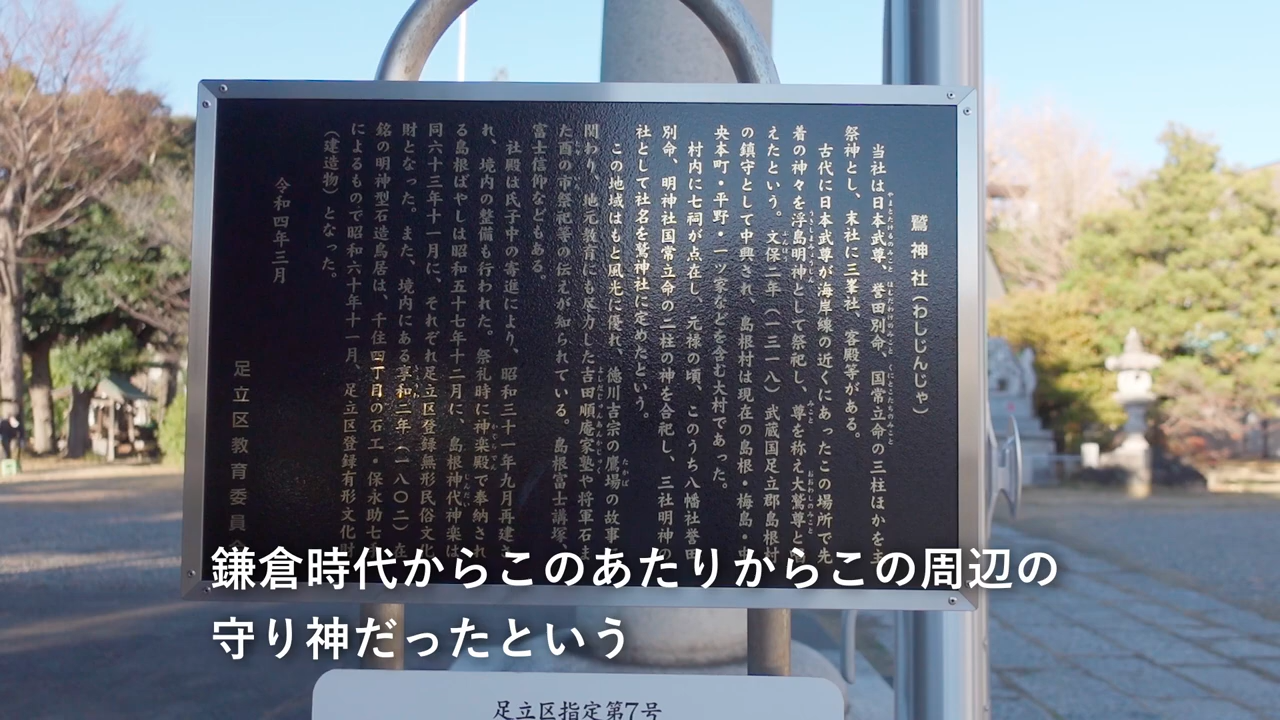 鷲神社(わしじんじゃ)
当社は日本武尊、誉田別命、国常立命の三柱ほかを主
祭神とし、末社に三峯社、客殿等がある。
古代に日本武尊が海岸線の近くにあったこの場所で先
着の神々を浮島明神として祭祀し、尊を称え大鷲尊と
えたという。文保二年(一三一八)武蔵国足立郡島根村
の鎮守として中興され、島根村は現在の島根・梅島・中
央本町・平野・一ツ家などを含む大村であった。
村内に七祠が点在し、元禄の頃、このうち八幡社誉田
別命、明神社国常立命の二柱の神を合祀し、三社明神の
社として社名を鷲神社に定めたという。
この地域はもと風光に優れ、徳川吉宗の鷹場の故事
関わり、地元教育にも尽力した吉田順庵家塾や将軍石ま
た酉の市祭祀等の伝えが知られている。島根富士講塚、
富士信仰などもある。
社殿は氏子中の寄進により、昭和三十一年九月再建さ
れ、境内の整備も行われた。祭礼時に神楽殿で奉納され
る島根ばやしは昭和五十七年十二月に、島根神代神楽は
同六十三年十一月に、それぞれ足立区登録無形民俗文化
財となった。また、境内にある享和二年(一八〇二)在
銘の明神型石造鳥居は、千住四丁目の石工・保永助七
によるもので昭和六十年十一月、足立区登録有形文化財
(建造物)となった。
令和四年三月
足立区教育委員会
鎌倉時代からこのあたりからこの周辺の
守り神だったという
足立区指定第7号